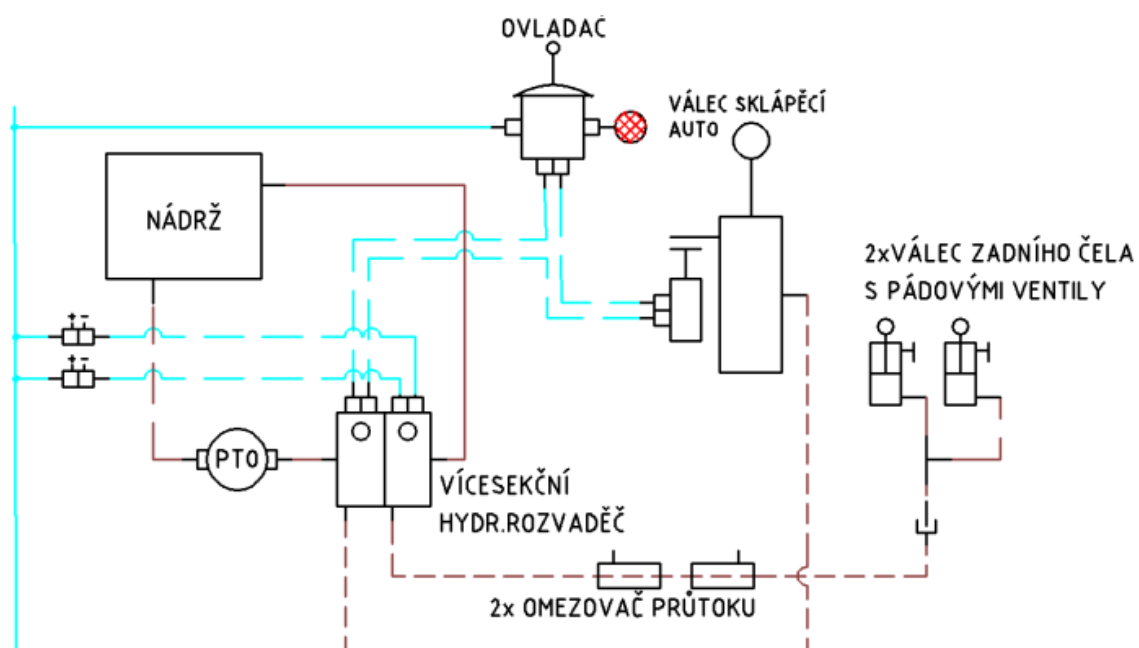 OVLADAČ
VÁLEC SKLÁPĚCÍ
AUTO
NÁDRŽ
2xVÁLEC ZADNÍHO ČELA
S PÁDOVÝMI VENTILY
+-
+-
PTO
VÍCESEKČNÍ
HYDR.ROZVADĚČ
2x OMEZOVAČ PRŮTOKU